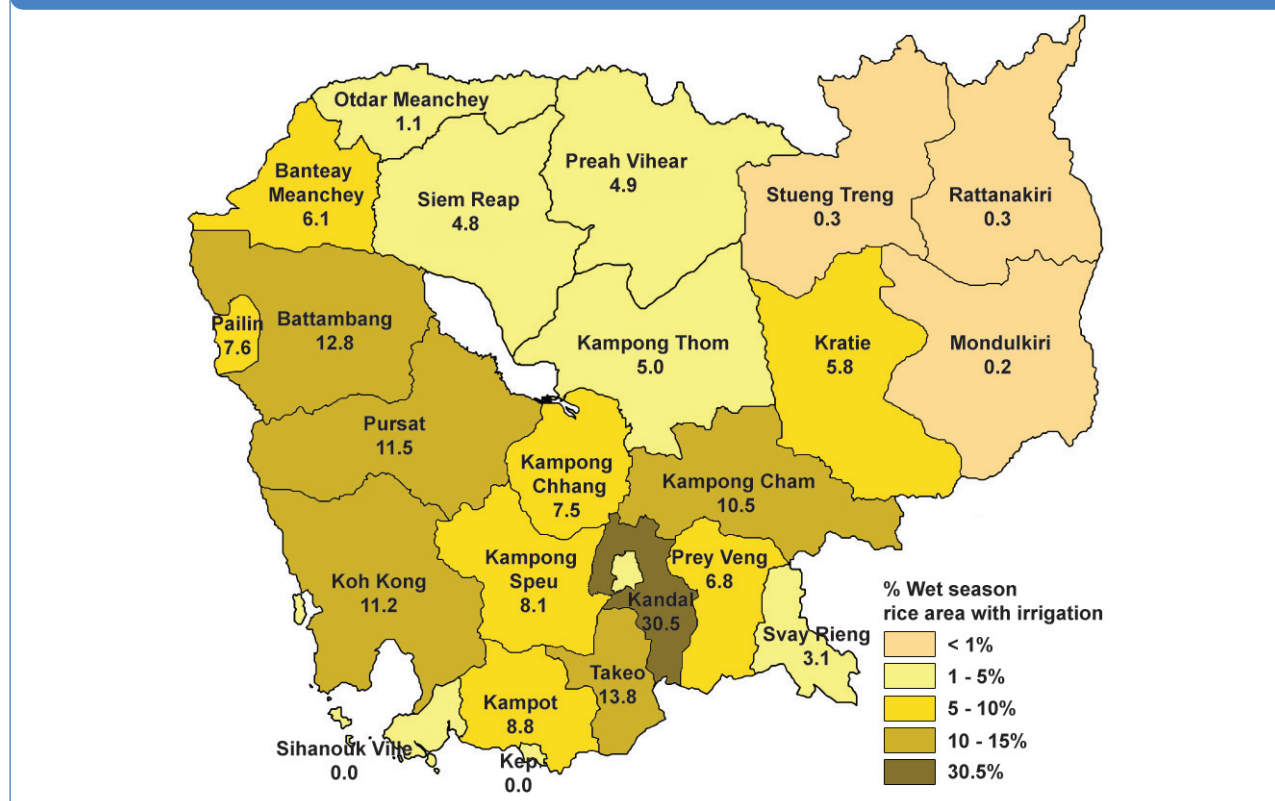 Otdar Meanchey
1.1
Banteay
Meanchey
6.1
Siem Reap
4.8
Preah Vihear
4.9
Stueng Treng
0.3
Rattanakiri
0.3
Pailin
7.6
Battambang
12.8
Kampong Thom
5.0
Kratie
5.8
Mondulkiri
0.2
Pursat
11.5
Kampong
Chhang
7.5
Kampong Cham
10.5
Koh Kong
11.2
Kampong
Speu
8.1
Kandal
30.5
Prey Veng
6.8
Svay Rieng
3.1
Takeo
13.8
Kampot
8.8
Sihanouk Ville
0.0
Kep
0.0
% Wet season
rice area with irrigation
< 1%
1 - 5%
5 - 10%
10 - 15%
30.5%